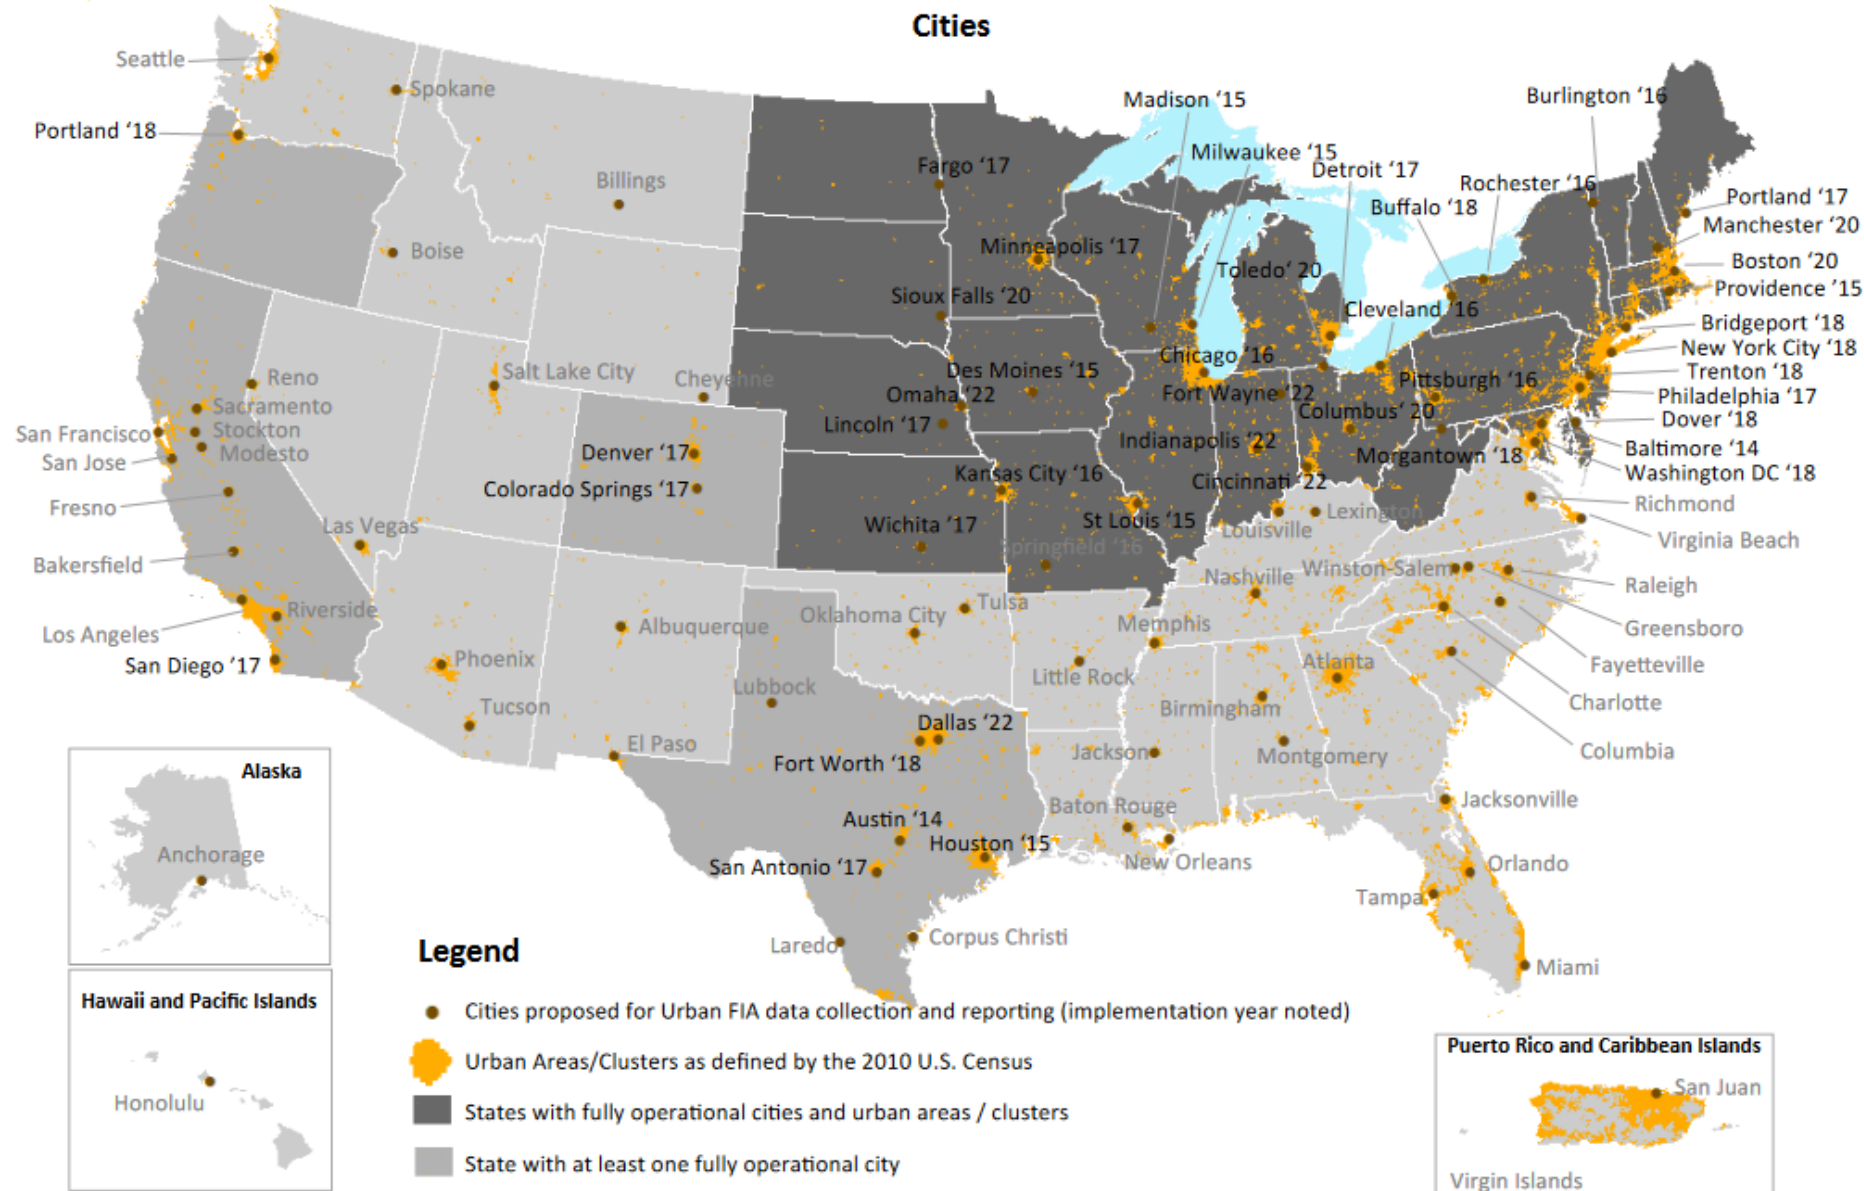 Cities
Seattle
Spokane
Portland ‘18
Billings
Boise
Fargo ‘17
Minneapolis ‘17
Sioux Falls ‘20
Madison ‘15
Milwaukee ‘15
Detroit ‘17
Buffalo ‘18
Rochester ‘16
Burlington ‘16
Portland ‘17
Manchester ‘20
Boston ‘20
Providence ‘15
Bridgeport ‘18
New York City ‘18
Trenton ‘18
Philadelphia ‘17
Dover ‘18
Baltimore ‘14
Washington DC ‘18
Toledo‘ 20
Cleveland ‘16
Chicago ‘16
Fort Wayne ‘22
Pittsburgh ‘16
Columbus‘ 20
Indianapolis ‘22
Cincinnati ‘22
Morgantown ‘18
Des Moines ‘15
Omaha ‘22
Lincoln ‘17
Kansas City ‘16
St Louis ‘15
Wichita ‘17
Springfield ‘16
Reno
Salt Lake City
Cheyenne
Sacramento
Stockton
Modesto
San Francisco
San Jose
Fresno
Las Vegas
Bakersfield
Riverside
Los Angeles
San Diego ‘17
Denver ‘17
Colorado Springs ‘17
Phoenix
Tucson
Albuquerque
El Paso
Lubbock
Oklahoma City
Tulsa
Dallas ‘22
Fort Worth ‘18
Austin ‘14
Houston ‘15
San Antonio ‘17
Laredo
Corpus Christi
Little Rock
Memphis
Nashville
Louisville
Lexington
Winston-Salem
Richmond
Virginia Beach
Raleigh
Greensboro
Fayetteville
Charlotte
Columbia
Atlanta
Birmingham
Montgomery
Jackson
Baton Rouge
New Orleans
Jacksonville
Orlando
Tampa
Miami
Alaska
Anchorage
Hawaii and Pacific Islands
Honolulu
Legend
Cities proposed for Urban FIA data collection and reporting (implementation year noted)
Urban Areas/Clusters as defined by the 2010 U.S. Census
States with fully operational cities and urban areas / clusters
State with at least one fully operational city
Puerto Rico and Caribbean Islands
San Juan
Virgin Islands